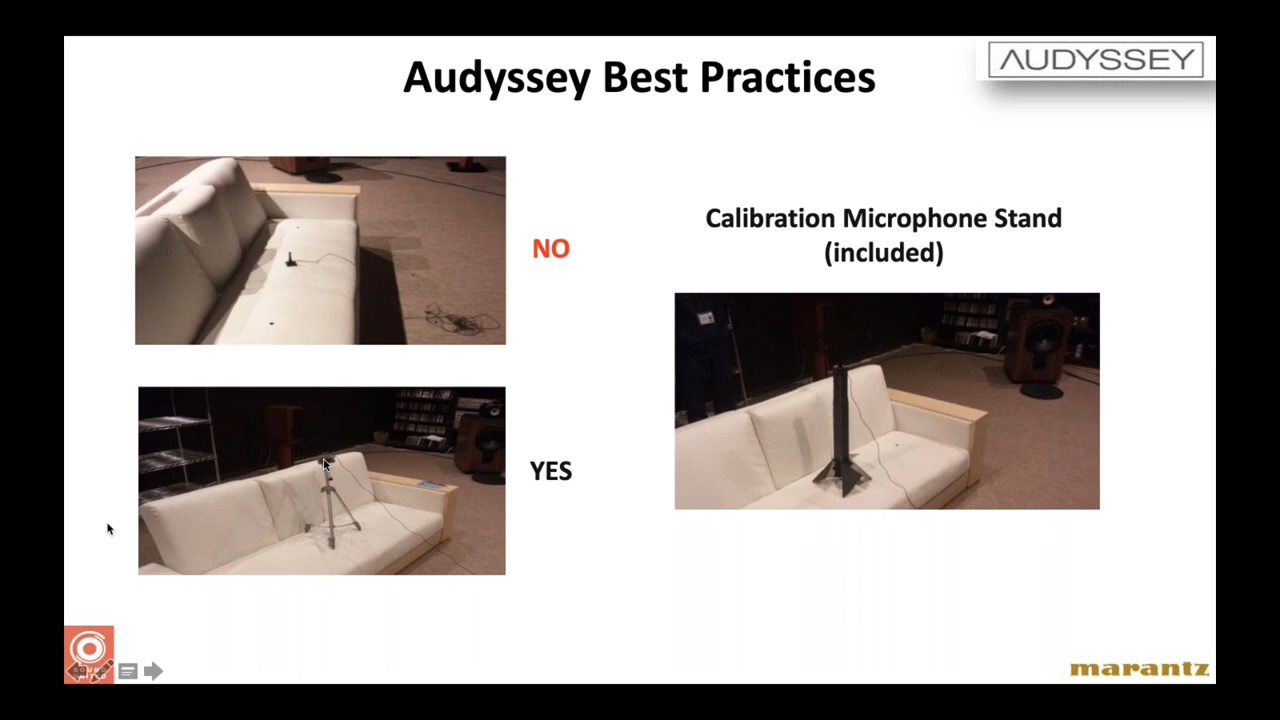 Audyssey Best Practices
AUDYSSEY
NO
Calibration Microphone Stand
(included)
YES
marantz